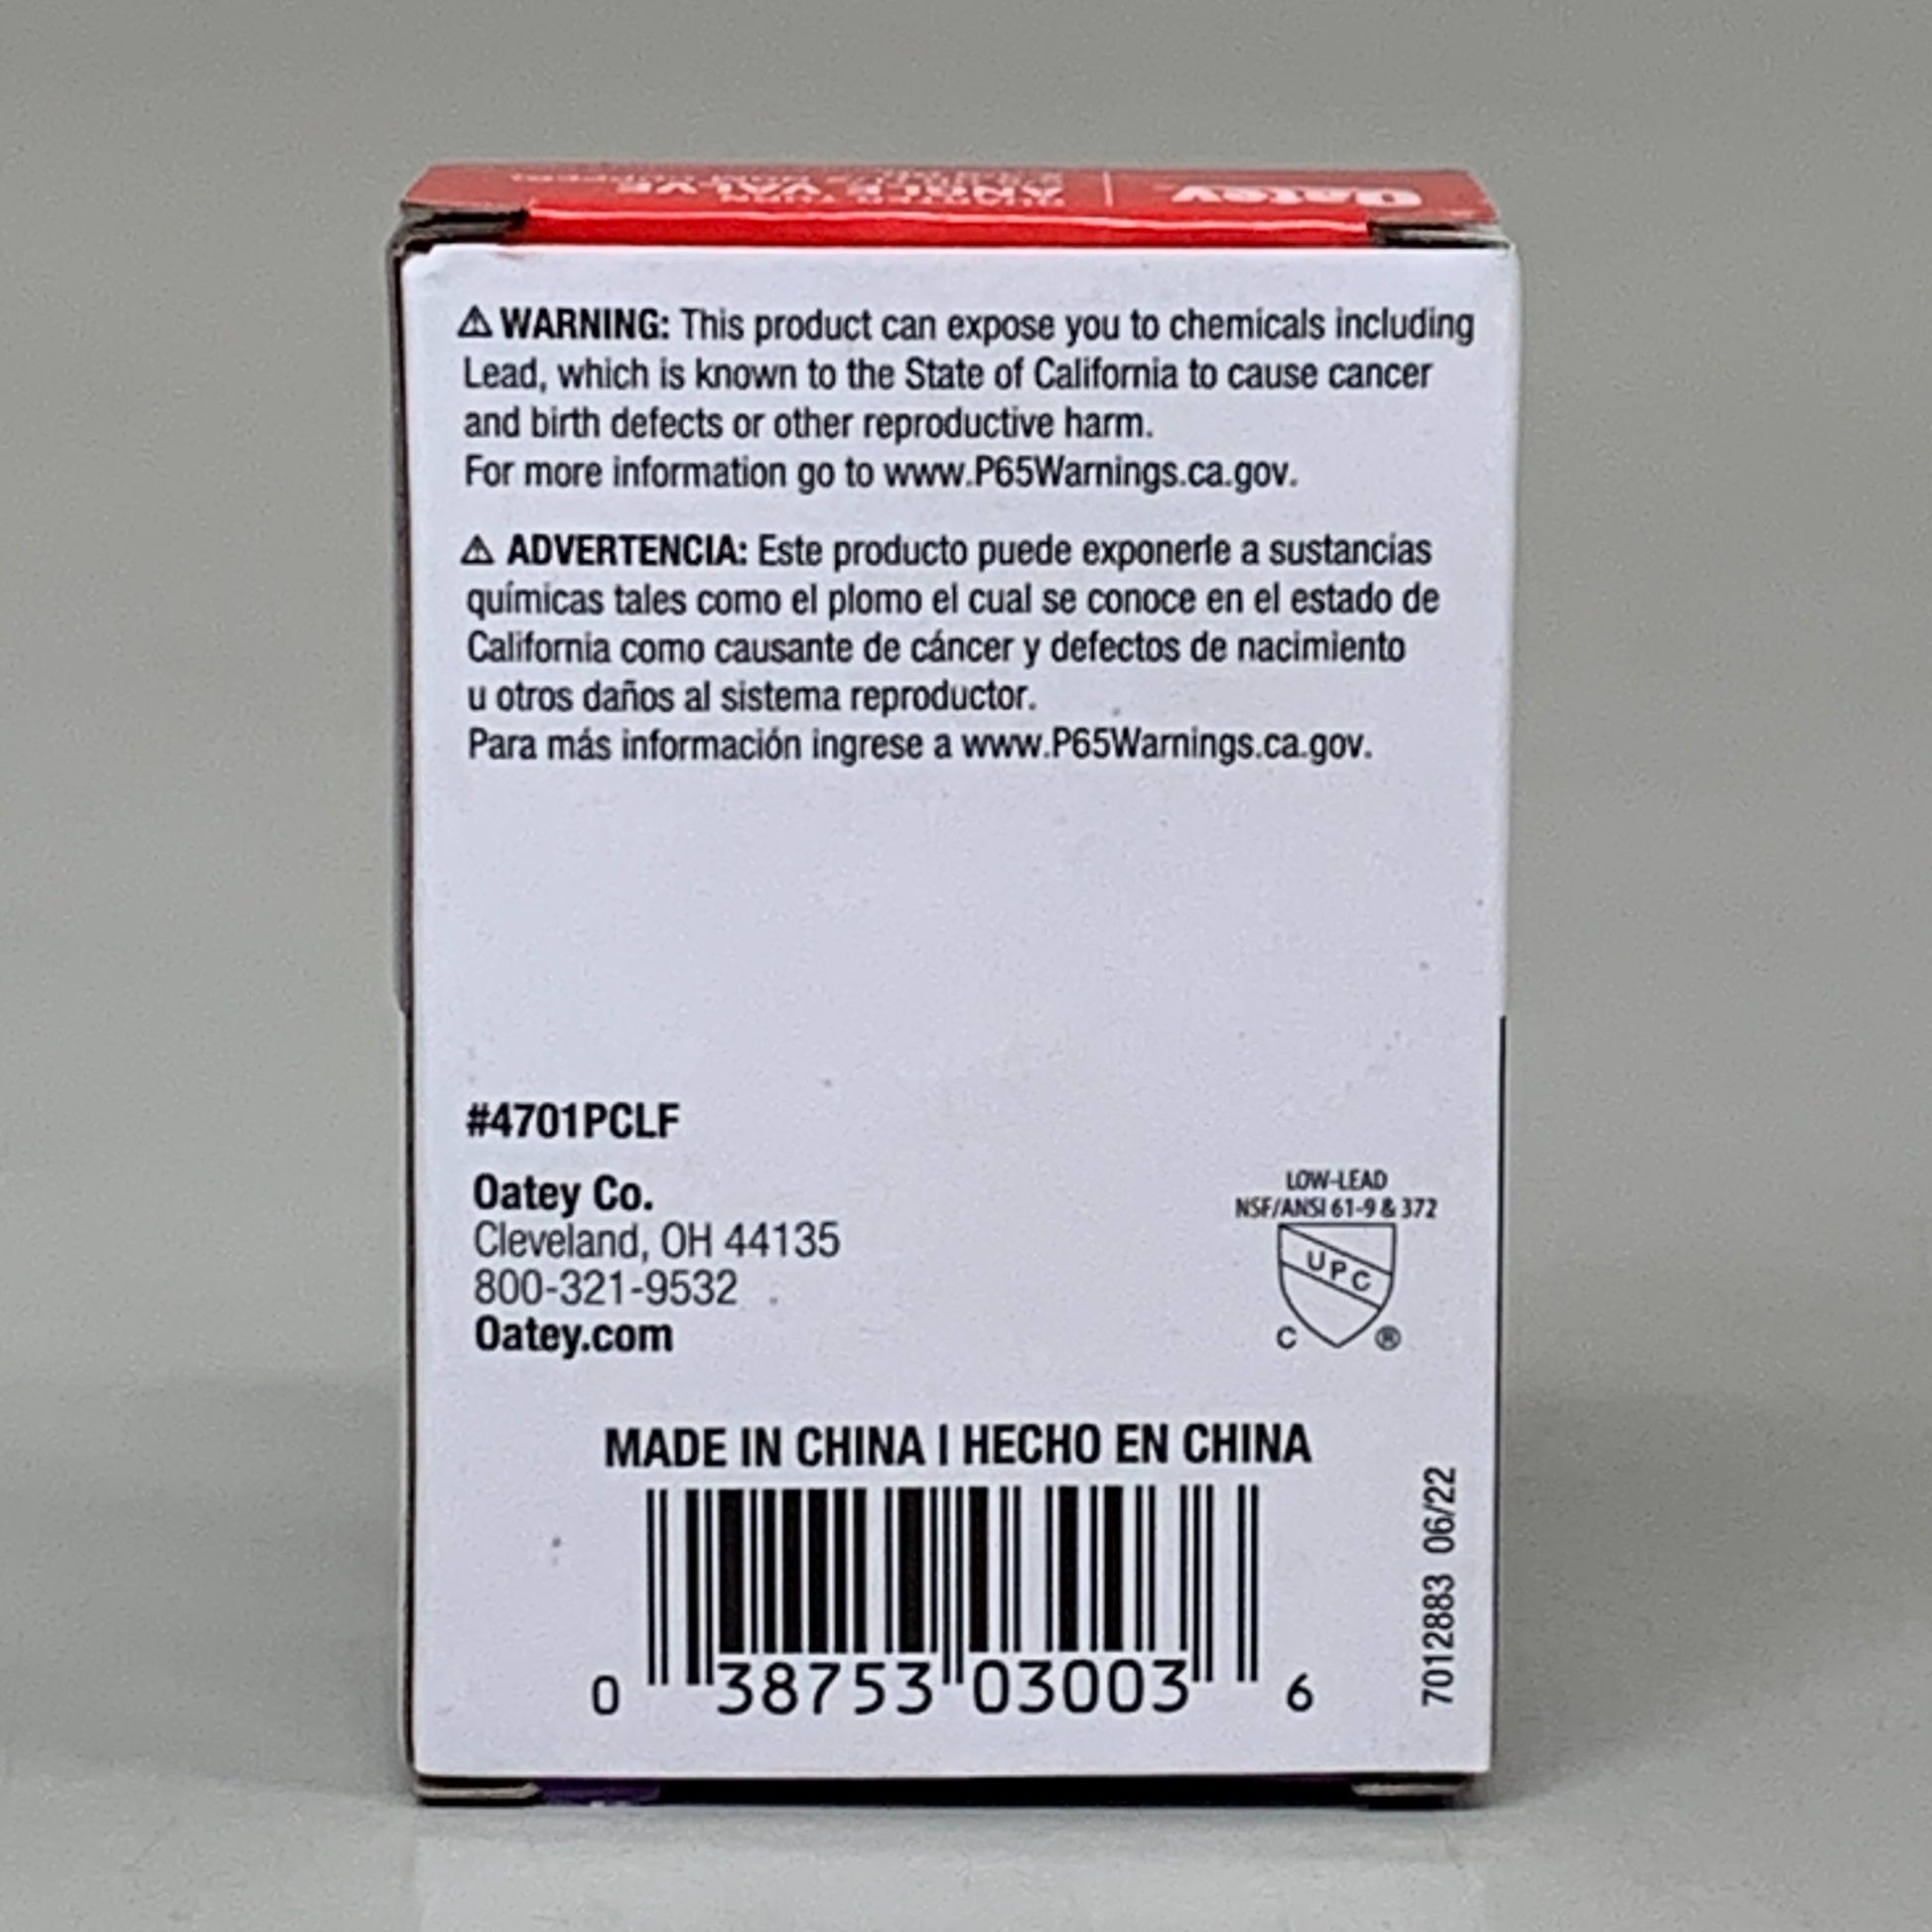 Oatey
QUARTER TURN
ANGLE VALVE
⚠ WARNING: This product can expose you to chemicals including
Lead, which is known to the State of California to cause cancer
and birth defects or other reproductive harm.
For more information go to www.P65Warnings.ca.gov.
⚠ ADVERTENCIA: Este producto puede exponerle a sustancias
químicas tales como el plomo el cual se conoce en el estado de
California como causante de cáncer y defectos de nacimiento
u otros daños al sistema reproductor.
Para más información ingrese a www.P65Warnings.ca.gov.
#4701PCLF
Oatey Co.
Cleveland, OH 44135
800-321-9532
Oatey.com
LOW-LEAD
NSF/ANSI 61-9 & 372
UPC
C ®
MADE IN CHINA | HECHO EN CHINA
0 38753 03003 6
7012883 06/22